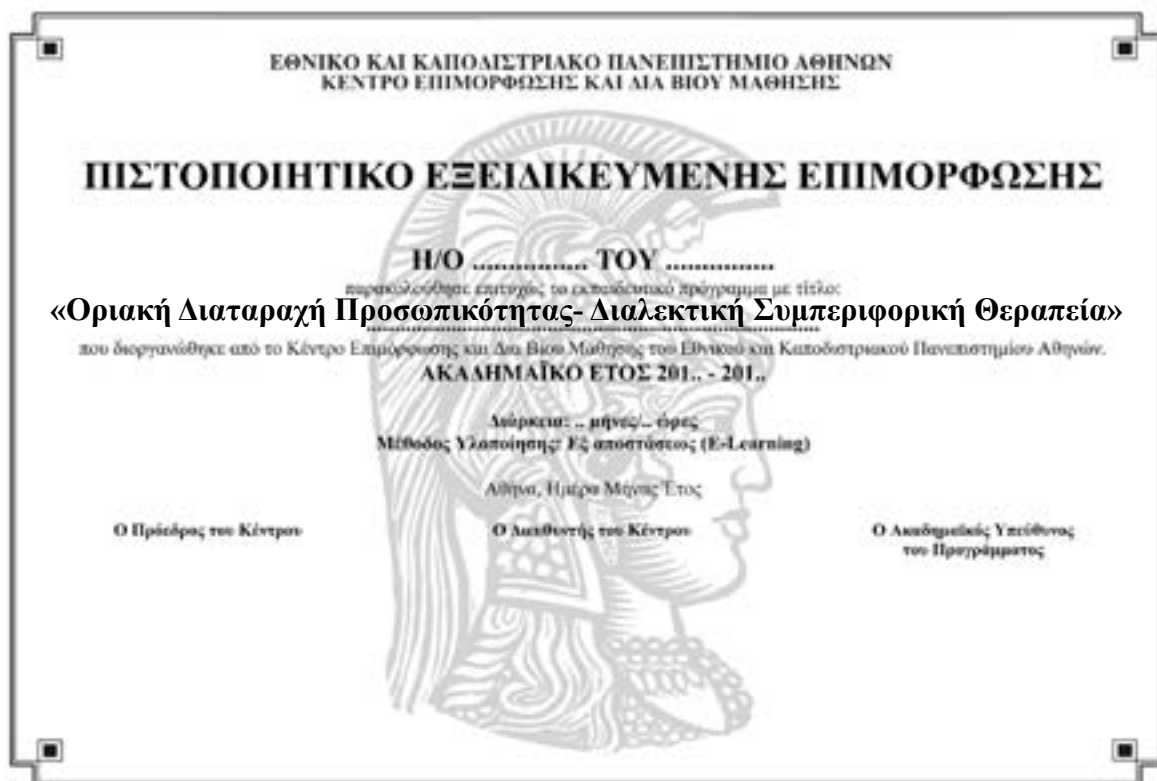 ΕΘΝΙΚΟ ΚΑΙ ΚΑΠΟΔΙΣΤΡΙΑΚΟ ΠΑΝΕΠΙΣΤΗΜΙΟ ΑΘΗΝΩΝ
ΚΕΝΤΡΟ ΕΠΙΜΟΡΦΩΣΗΣ ΚΑΙ ΔΙΑ ΒΙΟΥ ΜΑΘΗΣΗΣ
ΠΙΣΤΟΠΟΙΗΤΙΚΟ ΕΞΕΙΔΙΚΕΥΜΕΝΗΣ ΕΠΙΜΟΡΦΩΣΗΣ
Η/Ο ................ ΤΟΥ ...............
παρακολούθησε επιτυχώς το εκπαιδευτικό πρόγραμμα με τίτλο:
«Οριακή Διαταραχή Προσωπικότητας- Διαλεκτική Συμπεριφορική Θεραπεία»
που διοργανώθηκε από το Κέντρο Επιμόρφωσης και Δια Βίου Μάθησης του Εθνικού και Καποδιστριακού Πανεπιστημίου Αθηνών.
ΑΚΑΔΗΜΑΪΚΟ ΕΤΟΣ 201.. - 201..
Διάρκεια: .. μήνες/.. ώρες
Μέθοδος Υλοποίησης: Εξ αποστάσεως (E-Learning)
Αθήνα, Ημέρα Μήνας Έτος
Ο Πρόεδρος του Κέντρου
Ο Διευθυντής του Κέντρου
Ο Ακαδημαϊκός Υπεύθυνος
του Προγράμματος